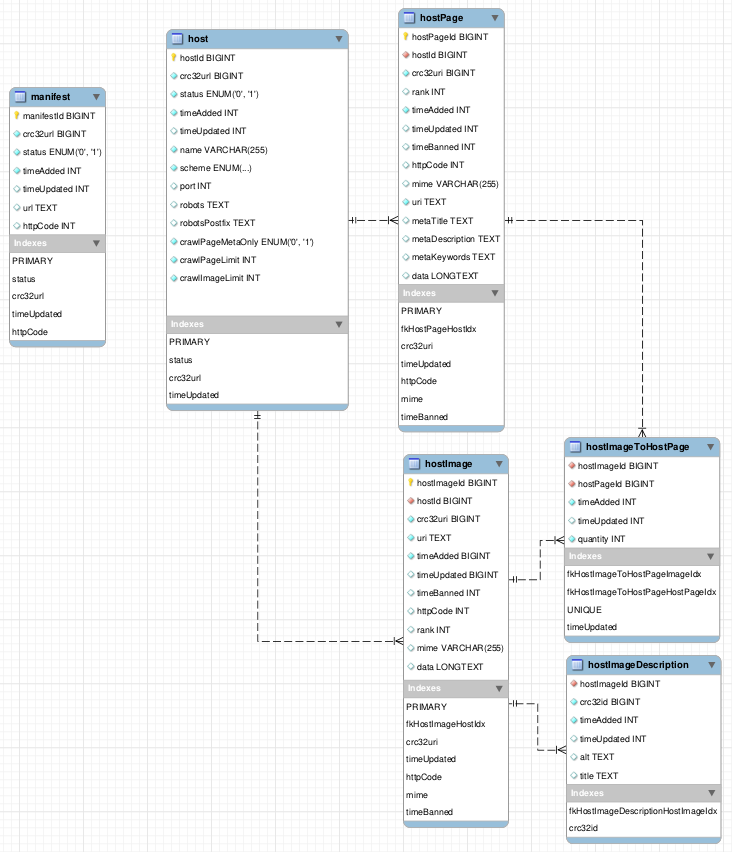 manifest
manifestId BIGINT
crc32url BIGINT
status ENUM('0', '1')
timeAdded INT
timeUpdated INT
url TEXT
httpCode INT
Indexes
PRIMARY
status
crc32url
timeUpdated
httpCode
host
hostId BIGINT
crc32url BIGINT
status ENUM('0', '1')
timeAdded INT
timeUpdated INT
name VARCHAR(255)
scheme ENUM(...)
port INT
robots TEXT
robotsPostfix TEXT
crawlPageMetaOnly ENUM('0', '1')
crawlPageLimit INT
crawlImageLimit INT
Indexes
PRIMARY
status
crc32url
timeUpdated
hostPage
hostPageId BIGINT
hostId BIGINT
crc32uri BIGINT
rank INT
timeAdded INT
timeUpdated INT
timeBanned INT
httpCode INT
mime VARCHAR(255)
uri TEXT
metaTitle TEXT
metaDescription TEXT
metaKeywords TEXT
data LONGTEXT
Indexes
PRIMARY
fkHostPageHostIdx
crc32uri
timeUpdated
httpCode
mime
timeBanned
hostImage
hostImageId BIGINT
hostId BIGINT
crc32uri BIGINT
uri TEXT
timeAdded BIGINT
timeUpdated BIGINT
timeBanned INT
httpCode INT
rank INT
mime VARCHAR(255)
data LONGTEXT
Indexes
PRIMARY
fkHostImageHostIdx
crc32uri
timeUpdated
httpCode
mime
timeBanned
hostImageToHostPage
hostImageId BIGINT
hostPageId BIGINT
timeAdded INT
timeUpdated INT
quantity INT
Indexes
fkHostImageToHostPageImageIdx
fkHostImageToHostPageHostPageIdx
UNIQUE
timeUpdated
hostImageDescription
hostImageId BIGINT
crc32id BIGINT
timeAdded INT
timeUpdated INT
alt TEXT
title TEXT
Indexes
fkHostImageDescriptionHostImageIdx
crc32id